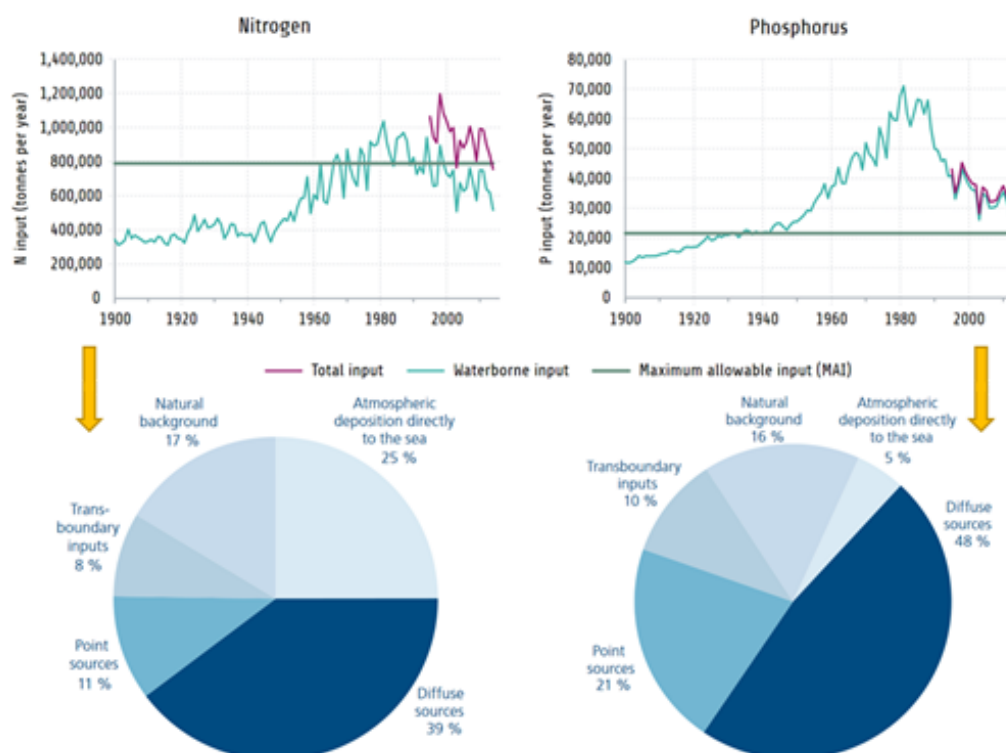 Nitrogen
N input (tonnes per year)
1,400,000
1,200,000
1,000,000
800,000
600,000
400,000
200,000
0
1900
1920
1940
1960
1980
2000
Phosphorus
P input (tonnes per year)
80,000
70,000
60,000
50,000
40,000
30,000
20,000
10,000
0
1900
1920
1940
1960
1980
2000
Total input
Waterborne input
Maximum allowable input (MAI)
Natural
background
17 %
Atmospheric
deposition directly
to the sea
25 %
Trans-
boundary
inputs
8 %
Point
sources
11 %
Diffuse
sources
39 %
Natural
background
16 %
Atmospheric
deposition directly
to the sea
5 %
Transboundary
inputs
10 %
Diffuse
sources
48 %
Point
sources
21 %